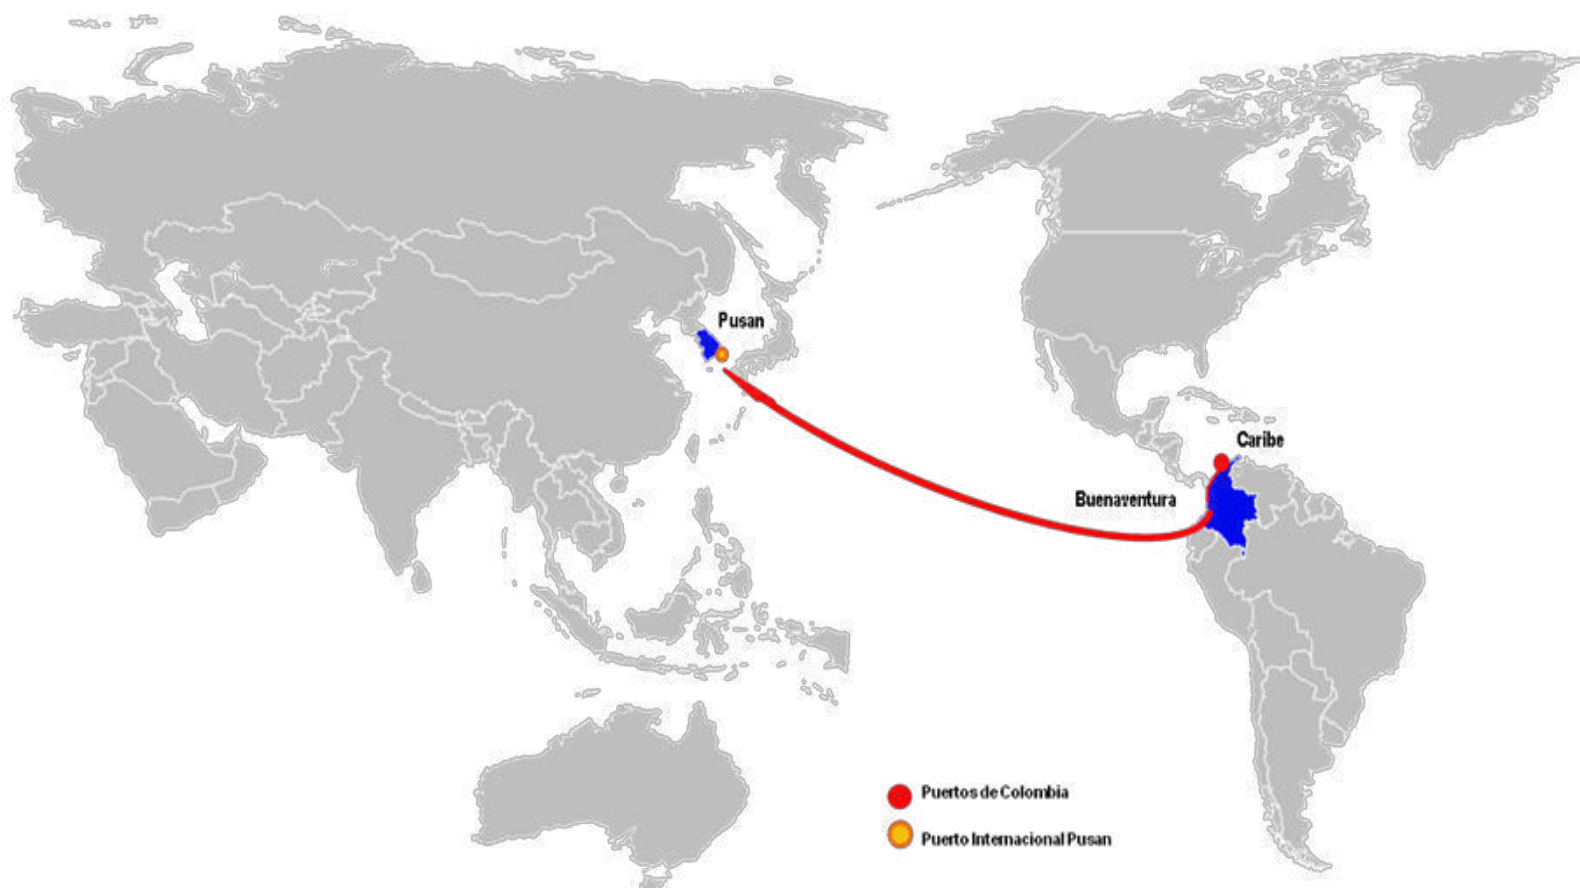 Pusan
Caribe
Buenaventura
Puertos de Colombia
Puerto Internacional Pusan